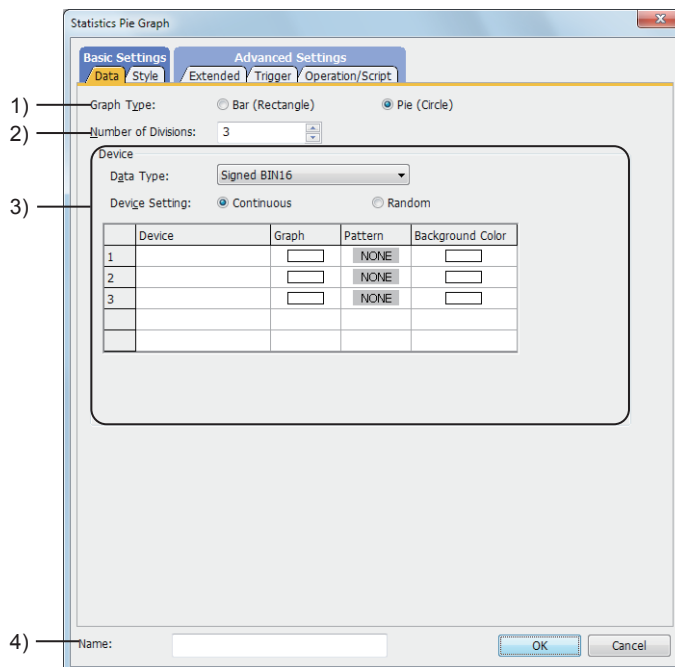 Statistics Pie Graph
x
Basic Settings
Advanced Settings
Data Style Extended Trigger Operation/Script
1) Graph Type: Bar (Rectangle) Pie (Circle)
2) Number of Divisions: 3
Device
Data Type: Signed BIN16
3) Device Setting: Continuous Random
Device Graph Pattern Background Color
1 NONE
2 NONE
3 NONE
4) Name: OK Cancel